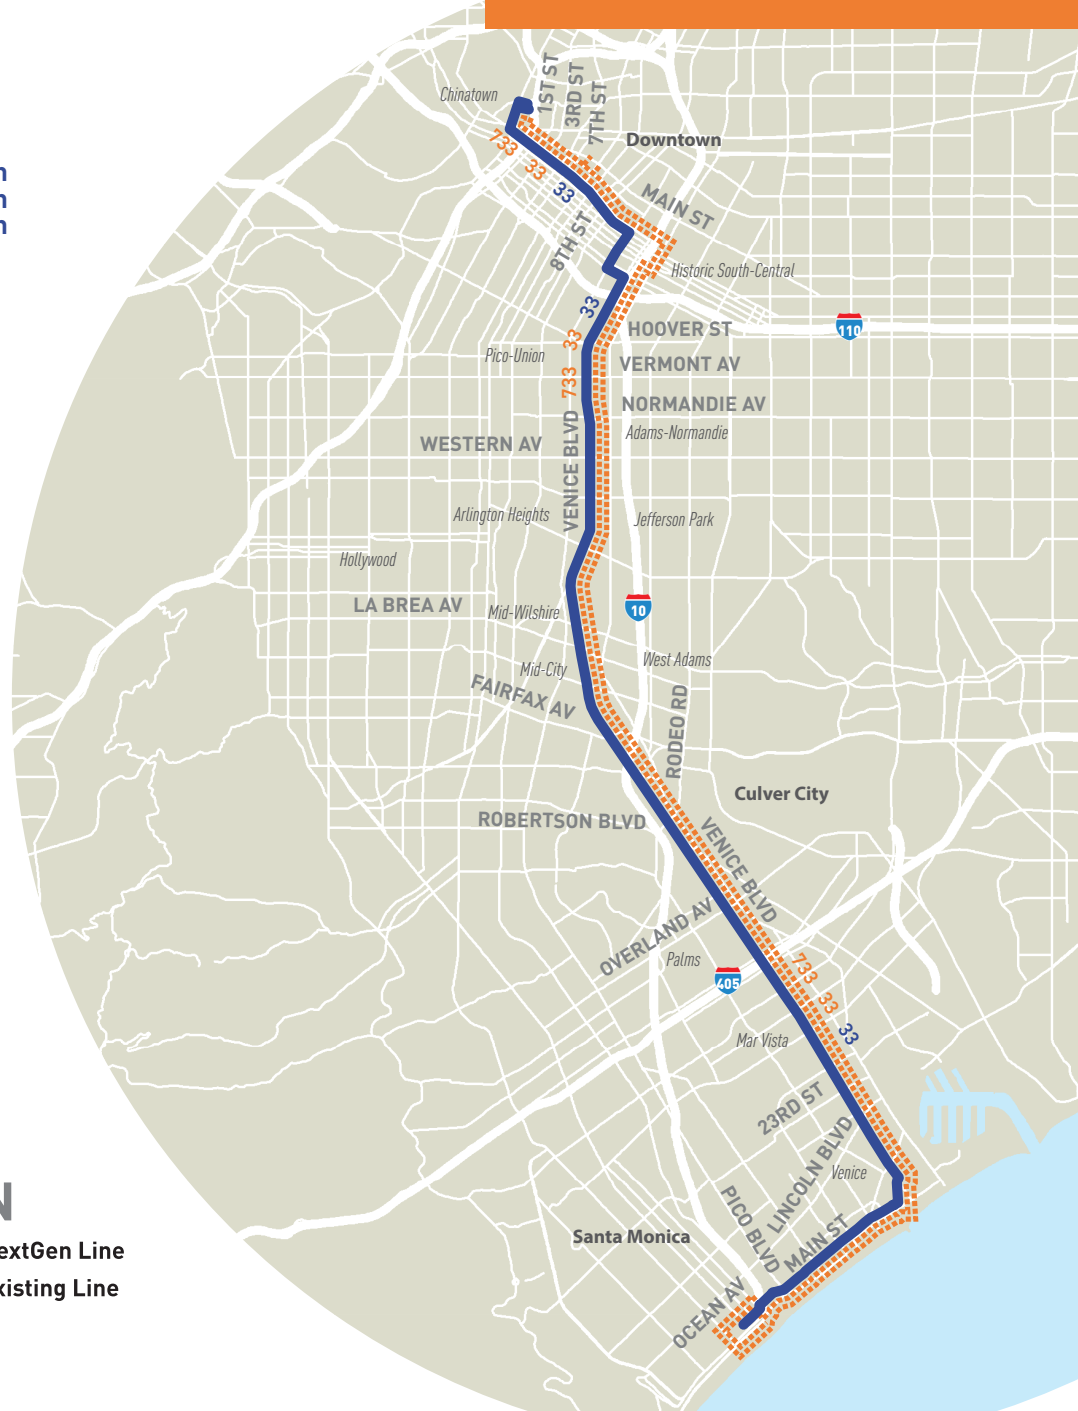 Chinatown
1ST ST
3RD ST
7TH ST
Downtown
733
33
33
MAIN ST
8TH ST
Historic South-Central
33
33
733
HOOVER ST
110
Pico-Union
VERMONT AV
NORMANDIE AV
Adams-Normandie
WESTERN AV
VENICE BLVD
Arlington Heights
Jefferson Park
Hollywood
LA BREA AV
Mid-Wilshire
10
Mid-City
West Adams
FAIRFAX AV
RODEO RD
Culver City
ROBERTSON BLVD
VENICE BLVD
OVERLAND AV
Palms
405
733
33
33
Mar Vista
23RD ST
LINCOLN BLVD
Venice
PICO BLVD
MAIN ST
Santa Monica
OCEAN AV
n
n
n
N
extGen Line
xisting Line